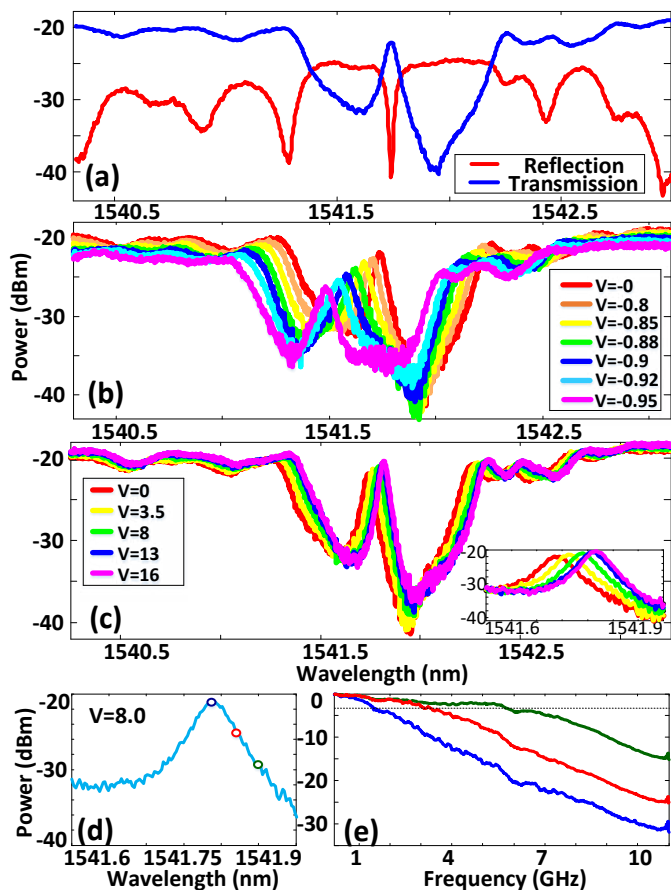 -20
-30
-40
(a)
Reflection
Transmission
1540.5 1541.5 1542.5
Power (dBm)
-20
-30
-40
(b)
V=-0
V=-0.8
V=-0.85
V=-0.88
V=-0.9
V=-0.92
V=-0.95
1540.5 1541.5 1542.5
-20
-30
-40
V=0
V=3.5
V=8
V=13
V=16
(c)
-20
-30
-40
1541.6 1541.9
1540.5 1541.5 1542.5
Wavelength (nm)
Power (dBm)
-20
-30
-40
V=8.0
(d)
1541.6 1541.75 1541.9
Wavelength (nm)
0
-10
-20
-30
(e)
1 4 7 10
Frequency (GHz)